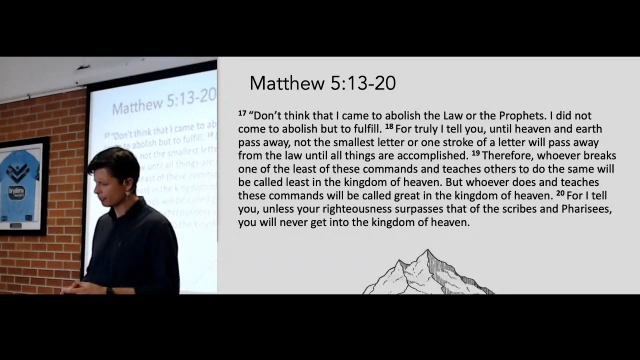 Matthew 5:13-20
17 "Don't think that I came to abolish the Law or the Prophets. I did not
come to abolish but to fulfill. 18 For truly I tell you, until heaven and earth
pass away, not the smallest letter or one stroke of a letter will pass away
from the law until all things are accomplished. 19 Therefore, whoever breaks
one of the least of these commands and teaches others to do the same will
be called least in the kingdom of heaven. But whoever does and teaches
these commands will be called great in the kingdom of heaven. 20 For I tell
you, unless your righteousness surpasses that of the scribes and Pharisees,
you will never get into the kingdom of heaven.
Matthew 5:13-20
17 "Don't think that I came to ab
to abolish but to fulfill.
not the smallest letter